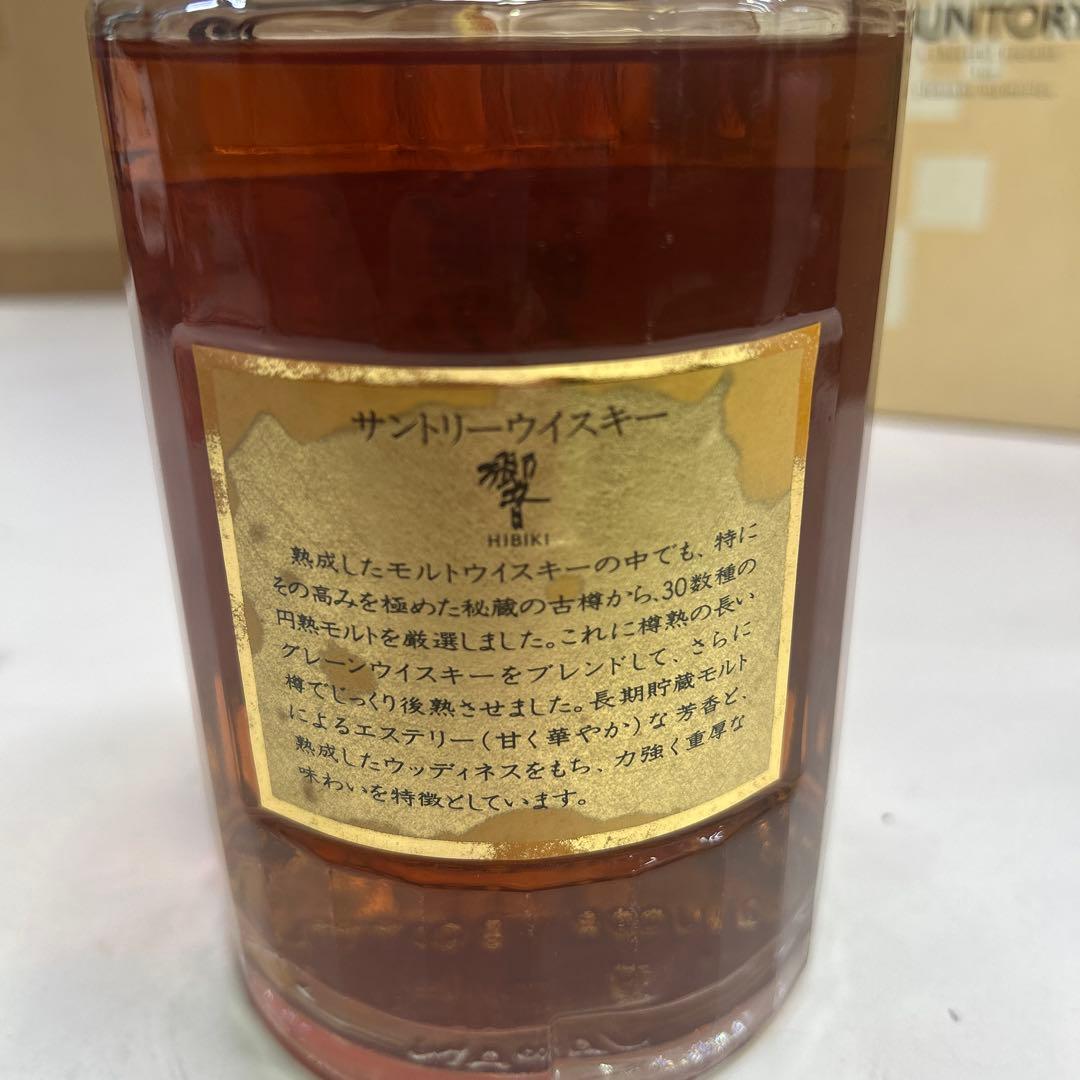 SUNTORY
サントリーウイスキー
響
HIBIKI
熟成したモルトウイスキーの中でも、特に
その高みを極めた秘蔵の古樽から、30数種の
円熟モルトを厳選しました。これに樽熟の長い
グレーンウイスキーをブレンドして、さらに
樽でじっくり後熟させました。長期貯蔵モルト
によるエステリー(甘く華やか)な芳香と、
熟成したウッディネスをもち、力強く重厚な
味わいを特徴としています。